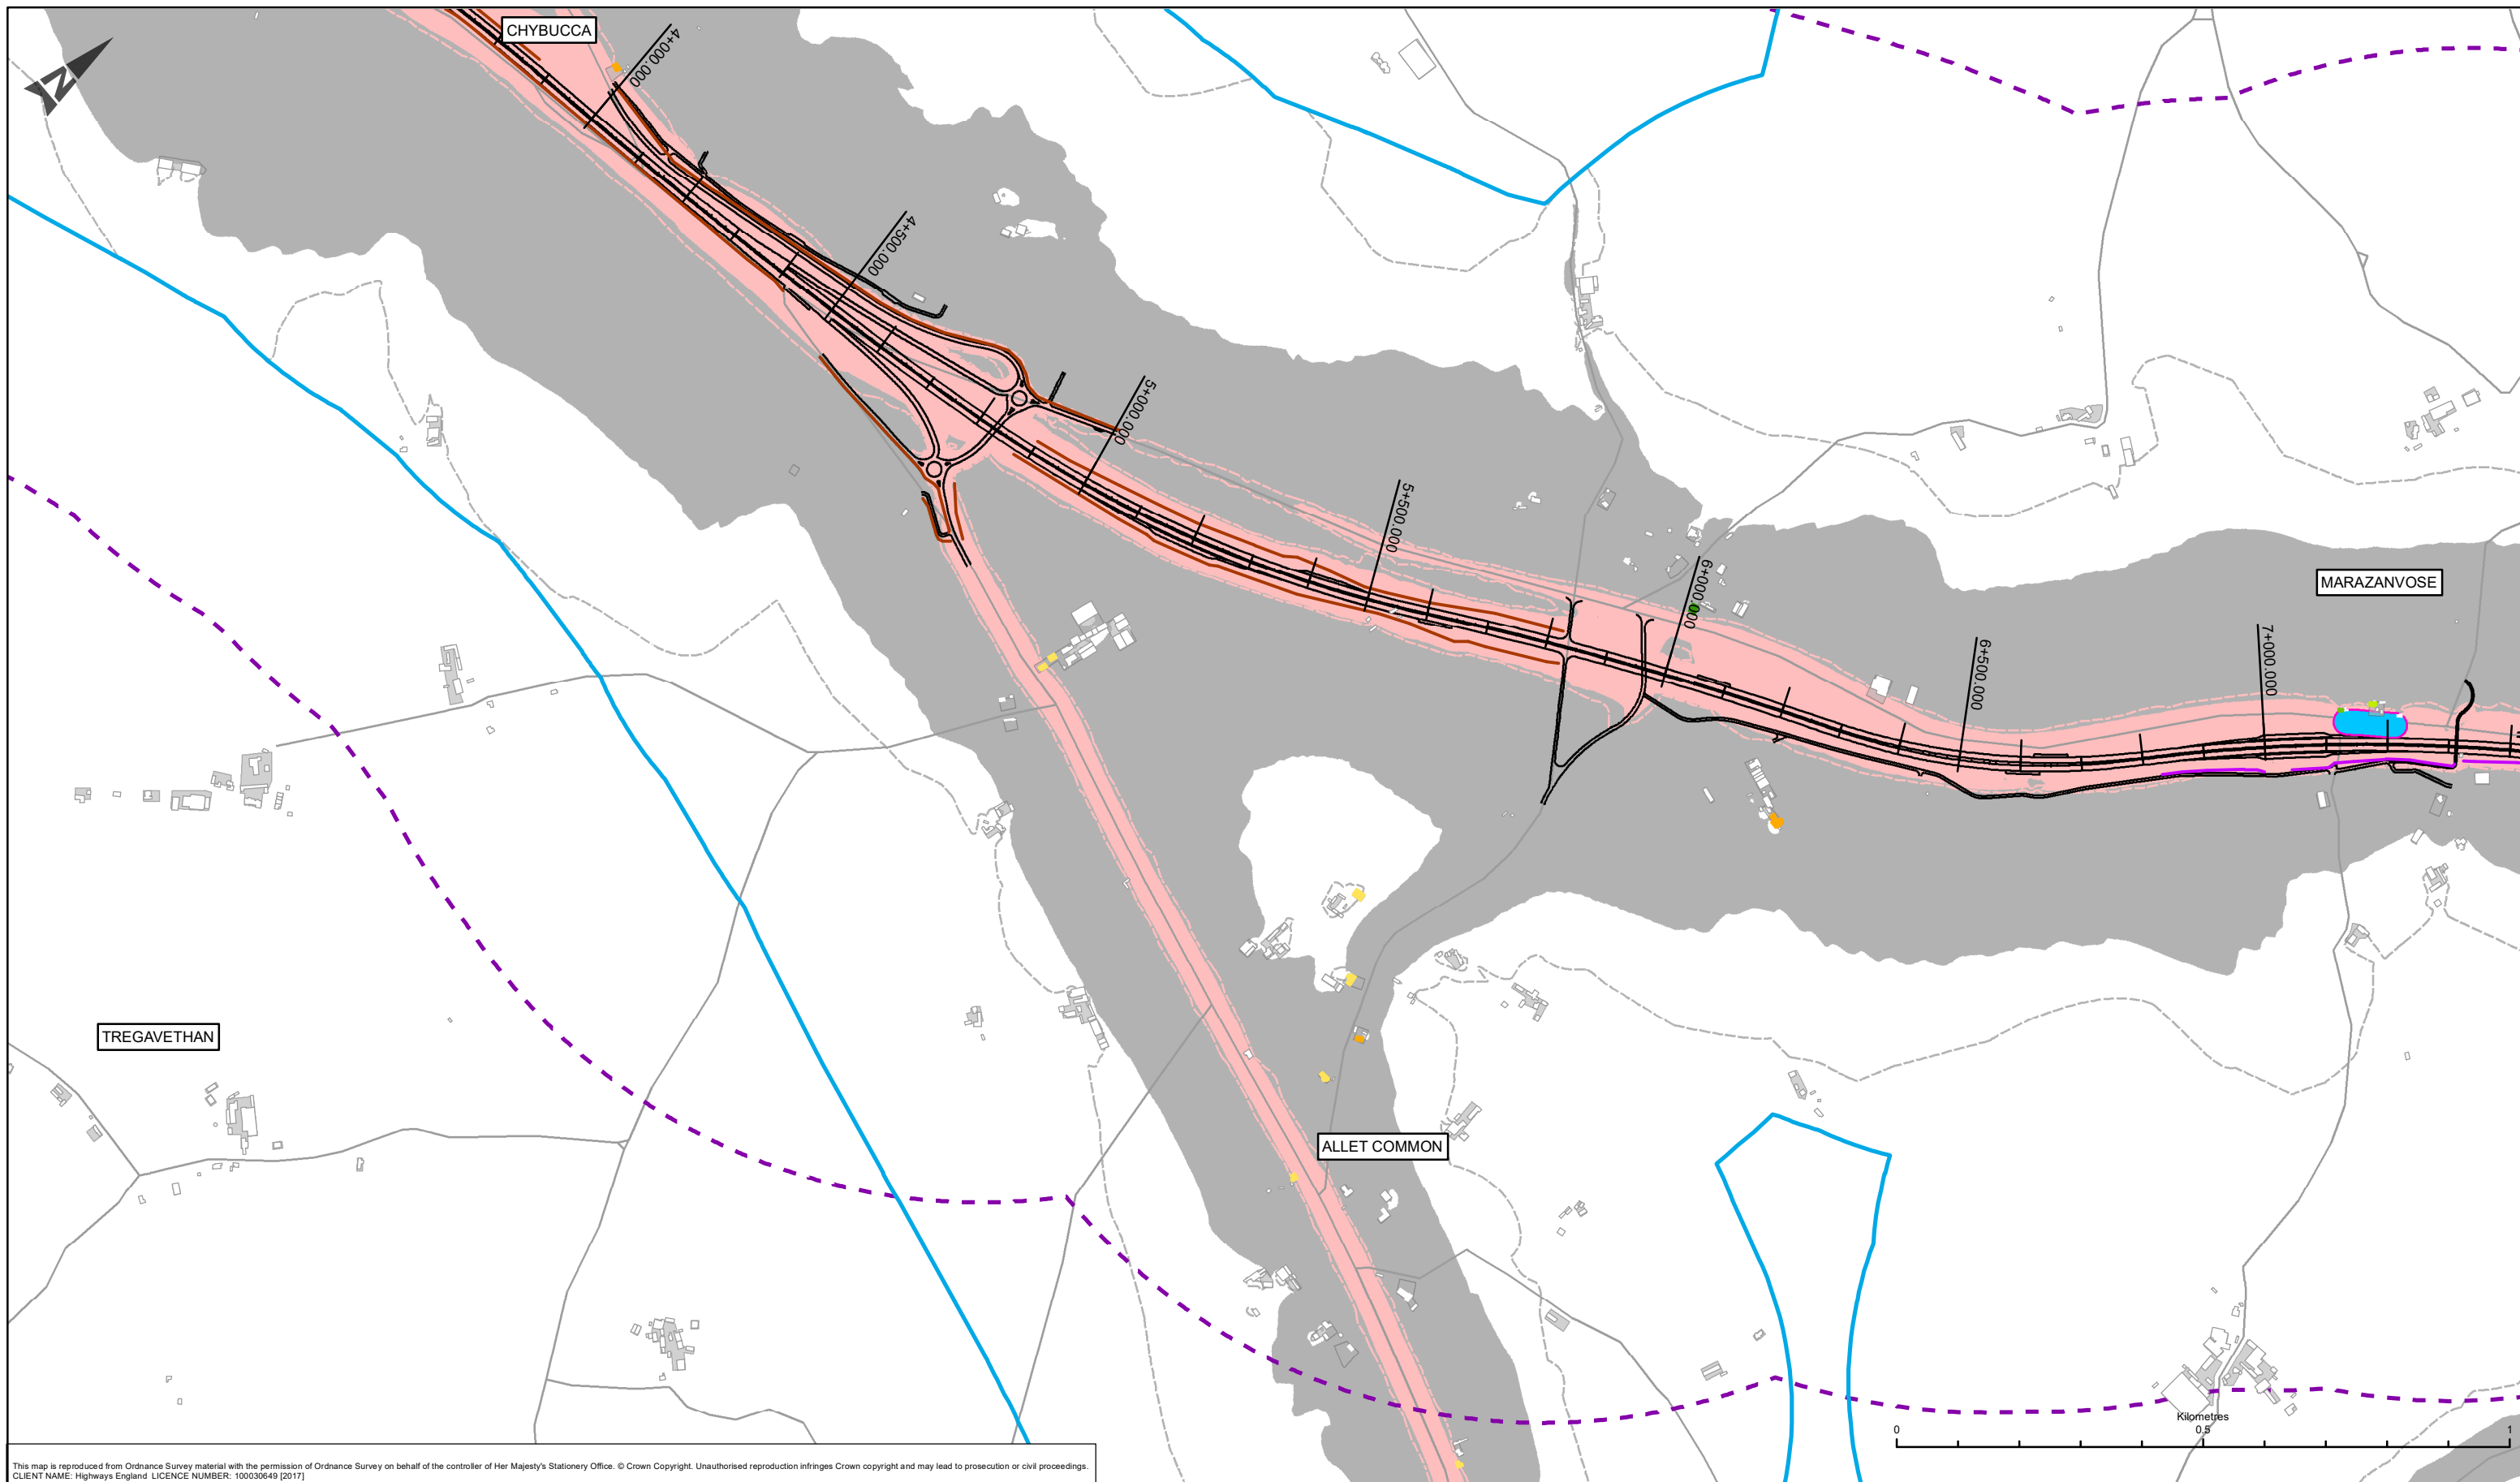 CHYBUCCA
N
4+000.000
4+500.000
5+000.000
5+500.000
6+000.000
6+500.000
7+000.000
MARAZANVOSE
TREGAVETHAN
ALLET COMMON
Kilometres
0 0.5 1
This map is reproduced from Ordnance Survey material with the permission of Ordnance Survey on behalf of the controller of Her Majesty's Stationery Office. © Crown Copyright. Unauthorised reproduction infringes Crown copyright and may lead to prosecution or civil proceedings.
CLIENT NAME: Highways England LICENCE NUMBER: 100030649 [2017]